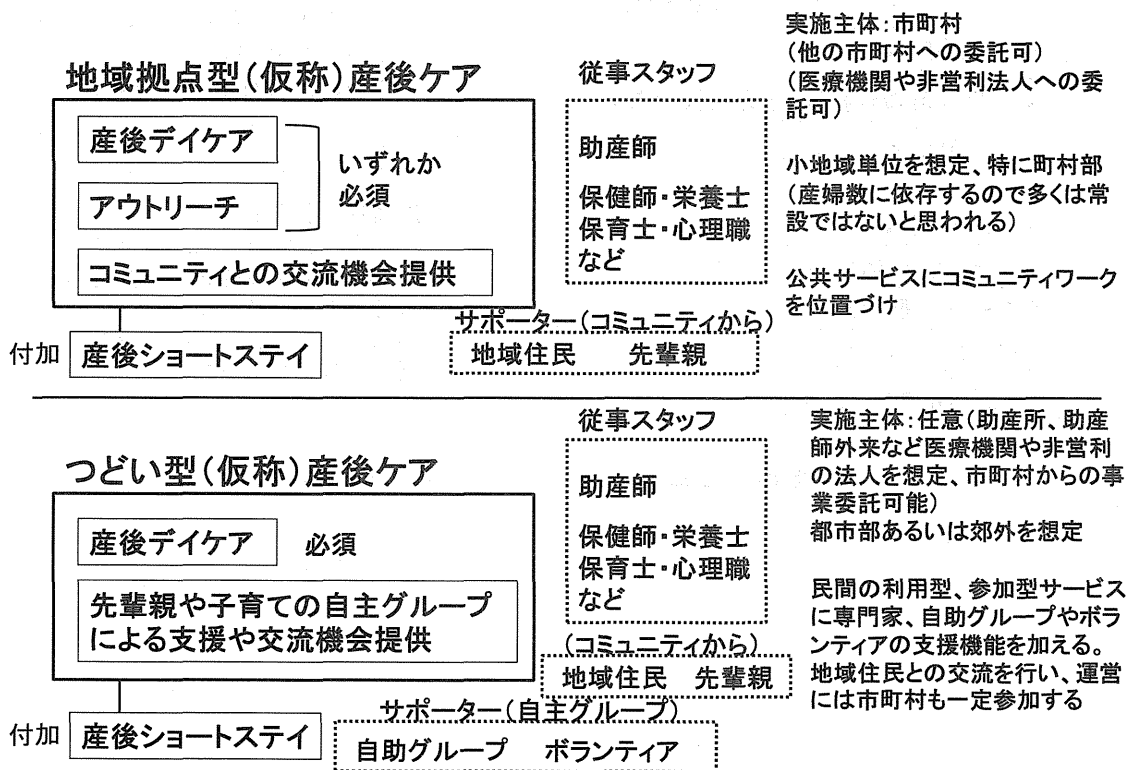 地域拠点型(仮称)産後ケア
産後デイケア
アウトリーチ
いずれか
必須
コミュニティとの交流機会提供
付加
産後ショートステイ
従事スタッフ
助産師
保健師・栄養士
保育士・心理職
など
サポーター(コミュニティから)
地域住民 先輩親
実施主体:市町村
(他の市町村への委託可)
(医療機関や非営利法人への委
託可)
小地域単位を想定、特に町村部
(産婦数に依存するので多くは常
設ではないと思われる)
公共サービスにコミュニティワーク
を位置づけ
つどい型(仮称)産後ケア
産後デイケア
必須
先輩親や子育ての自主グループ
による支援や交流機会提供
付加
産後ショートステイ
従事スタッフ
助産師
保健師・栄養士
保育士・心理職
など
(コミュニティから)
地域住民 先輩親
サポーター(自主グループ)
自助グループ ボランティア
実施主体:任意(助産所、助産
師外来など医療機関や非営利
の法人を想定、市町村からの事
業委託可能)
都市部あるいは郊外を想定
民間の利用型、参加型サービス
に専門家、自助グループやボラ
ンティアの支援機能を加える。
地域住民との交流を行い、運営
には市町村も一定参加する